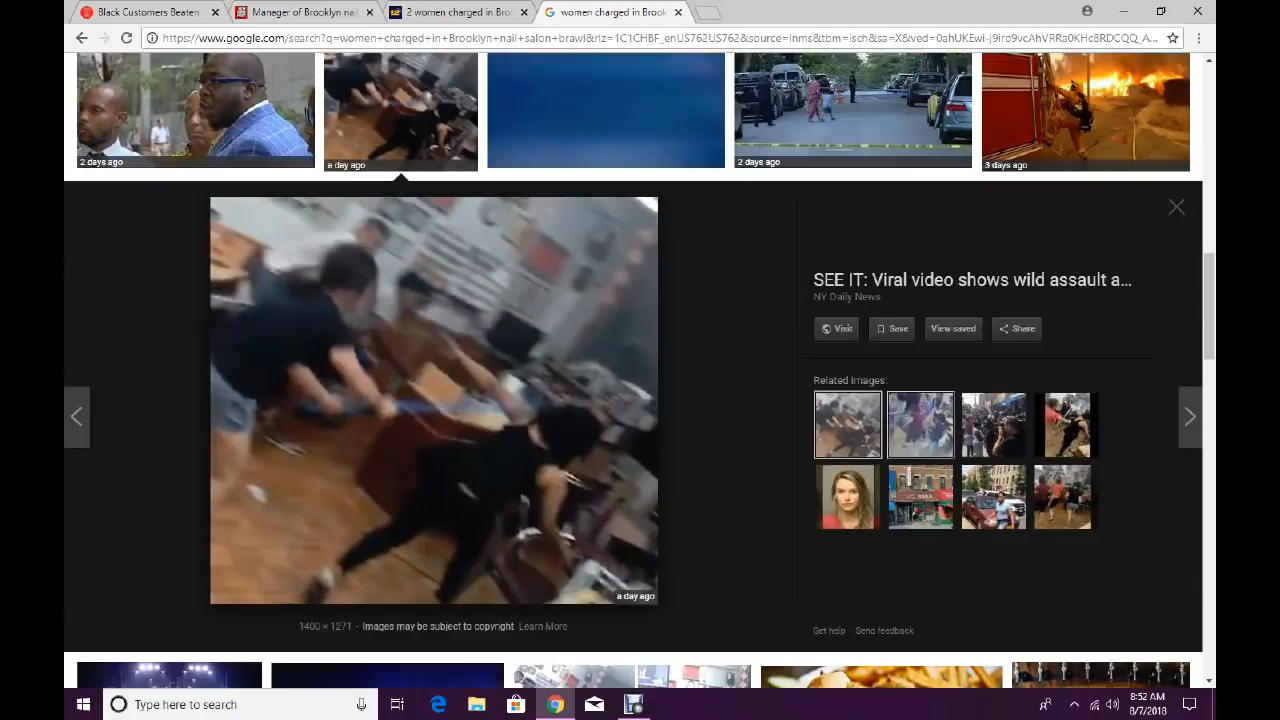 Black Customers Beaten
Manager of Brooklyn nail
2 women charged in Bro
women charged in Brook
https://www.google.com/search?q=women+charged+in+Brooklyn+nail+salon+brawl&rlz=1C1CHBF_enUS762US762&source=lnms&tbm=isch&sa=X&ved=0ahUKEwi-j9iro9vcAhVRRa0KHc8RDCQQ_A...
2 days ago
a day ago
2 days ago
3 days ago
SEE IT: Viral video shows wild assault a...
NY Daily News
Visit
Save
View saved
Share
Related images:
a day ago
1400 × 1271 - Images may be subject to copyright Learn More
Get help - Send feedback
Type here to search
8:52 AM
8/7/2018